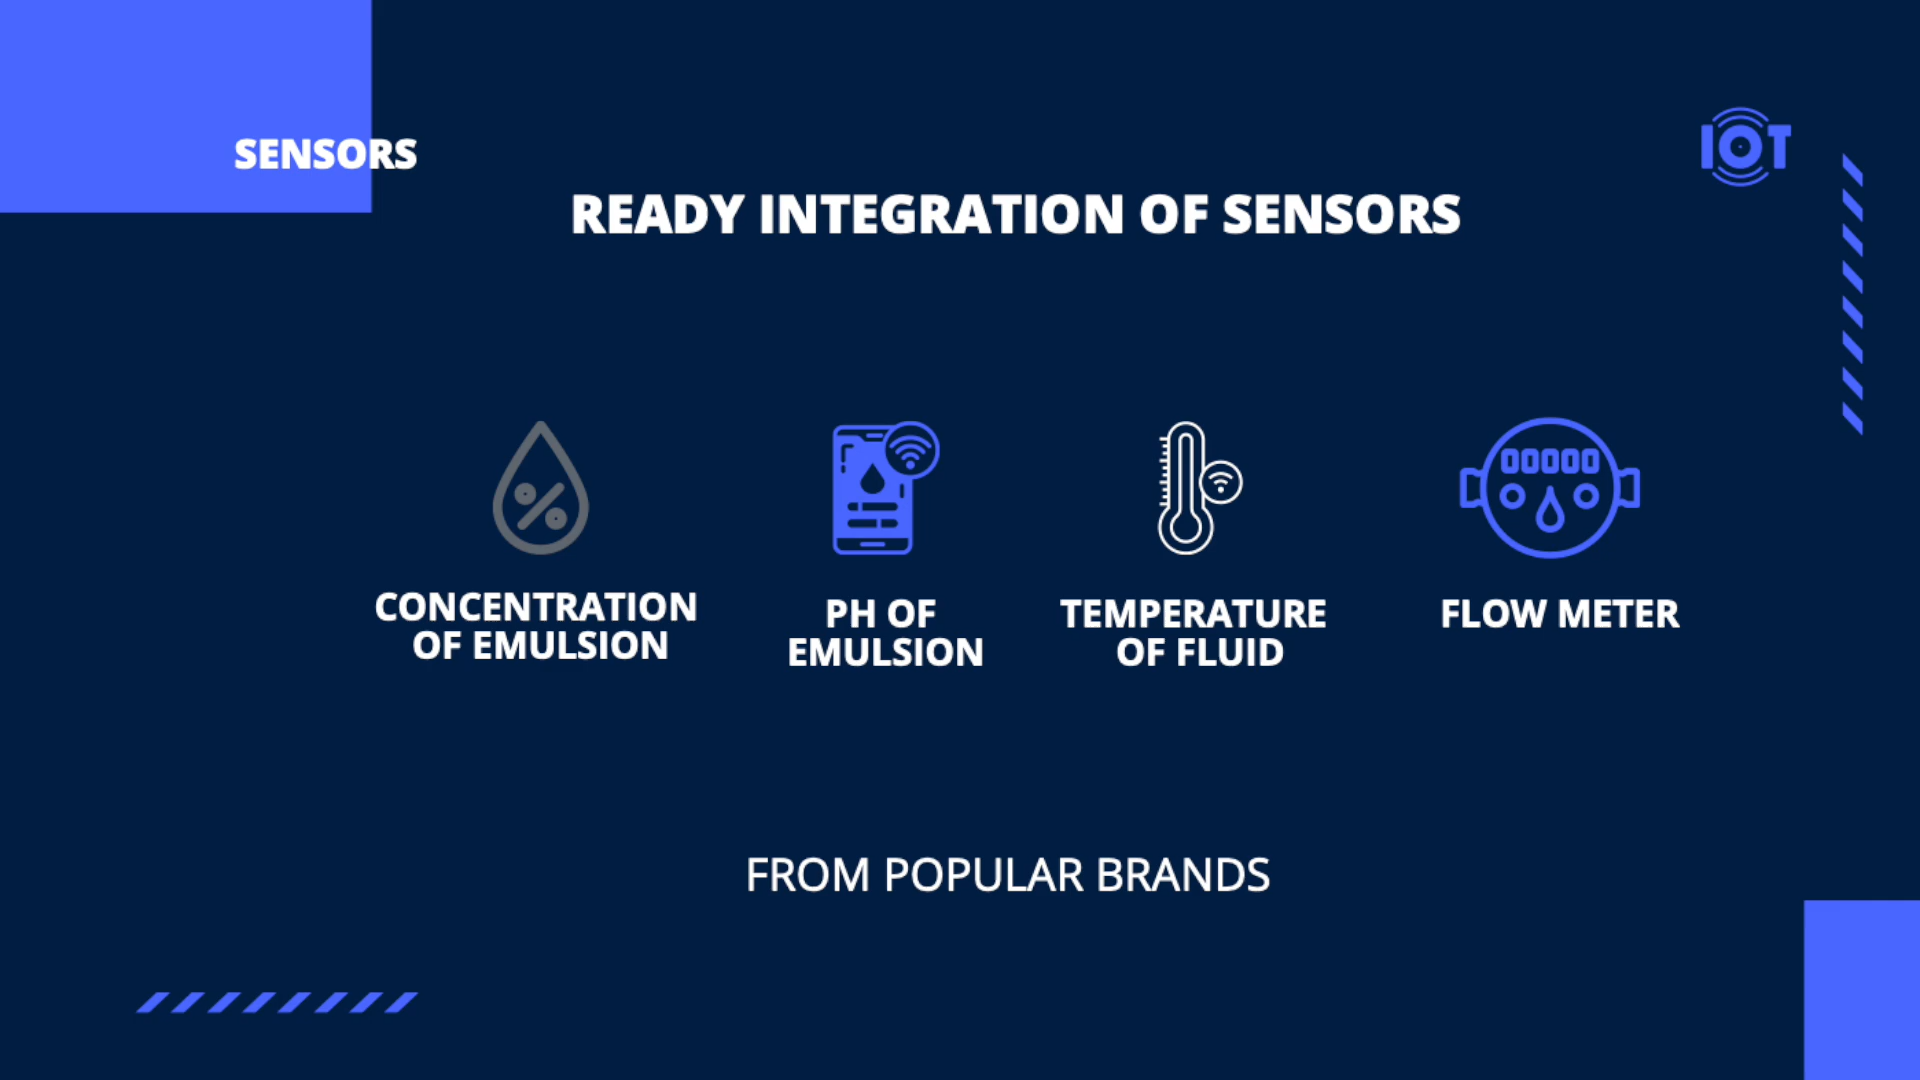 SENSORS
IOT
READY INTEGRATION OF SENSORS
00000
%
CONCENTRATION
OF EMULSION
PH OF
EMULSION
TEMPERATURE
OF FLUID
FLOW METER
FROM POPULAR BRANDS